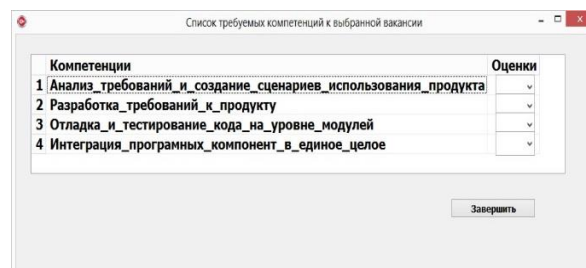 Список требуемых компетенций к выбранной вакансии
Компетенции Оценки
1 Анализ_требований_и_создание_сценариев_использования_продукта
2 Разработка_требований_к_продукту
3 Отладка_и_тестирование_кода_на_уровне_модулей
4 Интеграция_програмных_компонент_в_единое_целое
Завершить